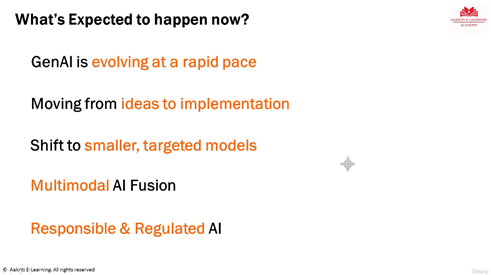 What's Expected to happen now?
AAKRITI E-LEARNING
ACADEMY
GenAI is evolving at a rapid pace
Moving from ideas to implementation
Shift to smaller, targeted models
Multimodal AI Fusion
Responsible & Regulated AI
© Aakriti E-Learning. All rights reserved
Udemy